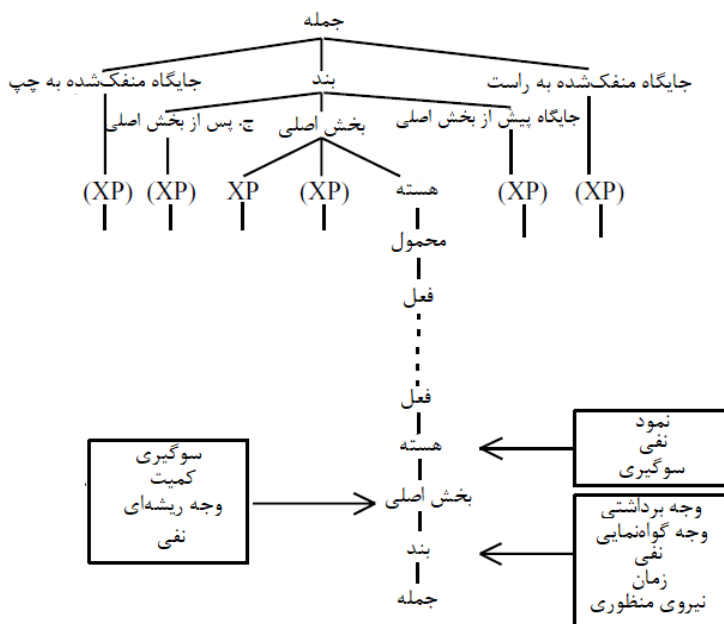 جمله
جایگاه منفک‌شده به راست
بند
جایگاه منفک‌شده به چپ
جایگاه پیش از بخش اصلی
بخش اصلی
ج. پس از بخش اصلی
(XP)
(XP)
هسته
(XP)
XP
(XP)
(XP)
محمول
فعل
فعل
هسته
بخش اصلی
بند
جمله
نمود
نفی
سوگیری
وجه برداشتی
وجه گواه‌نمایی
نفی
زمان
نیروی منظوری
سوگیری
کمیت
وجه ریشه‌ای
نفی